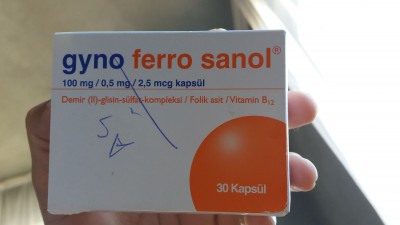 gyno ferro sanol®
100 mg / 0,5 mg / 2,5 mcg kapsül
Demir (II)-glisin-sülfat-kompleksi / Folik asit / Vitamin B₁₂
30 Kapsül